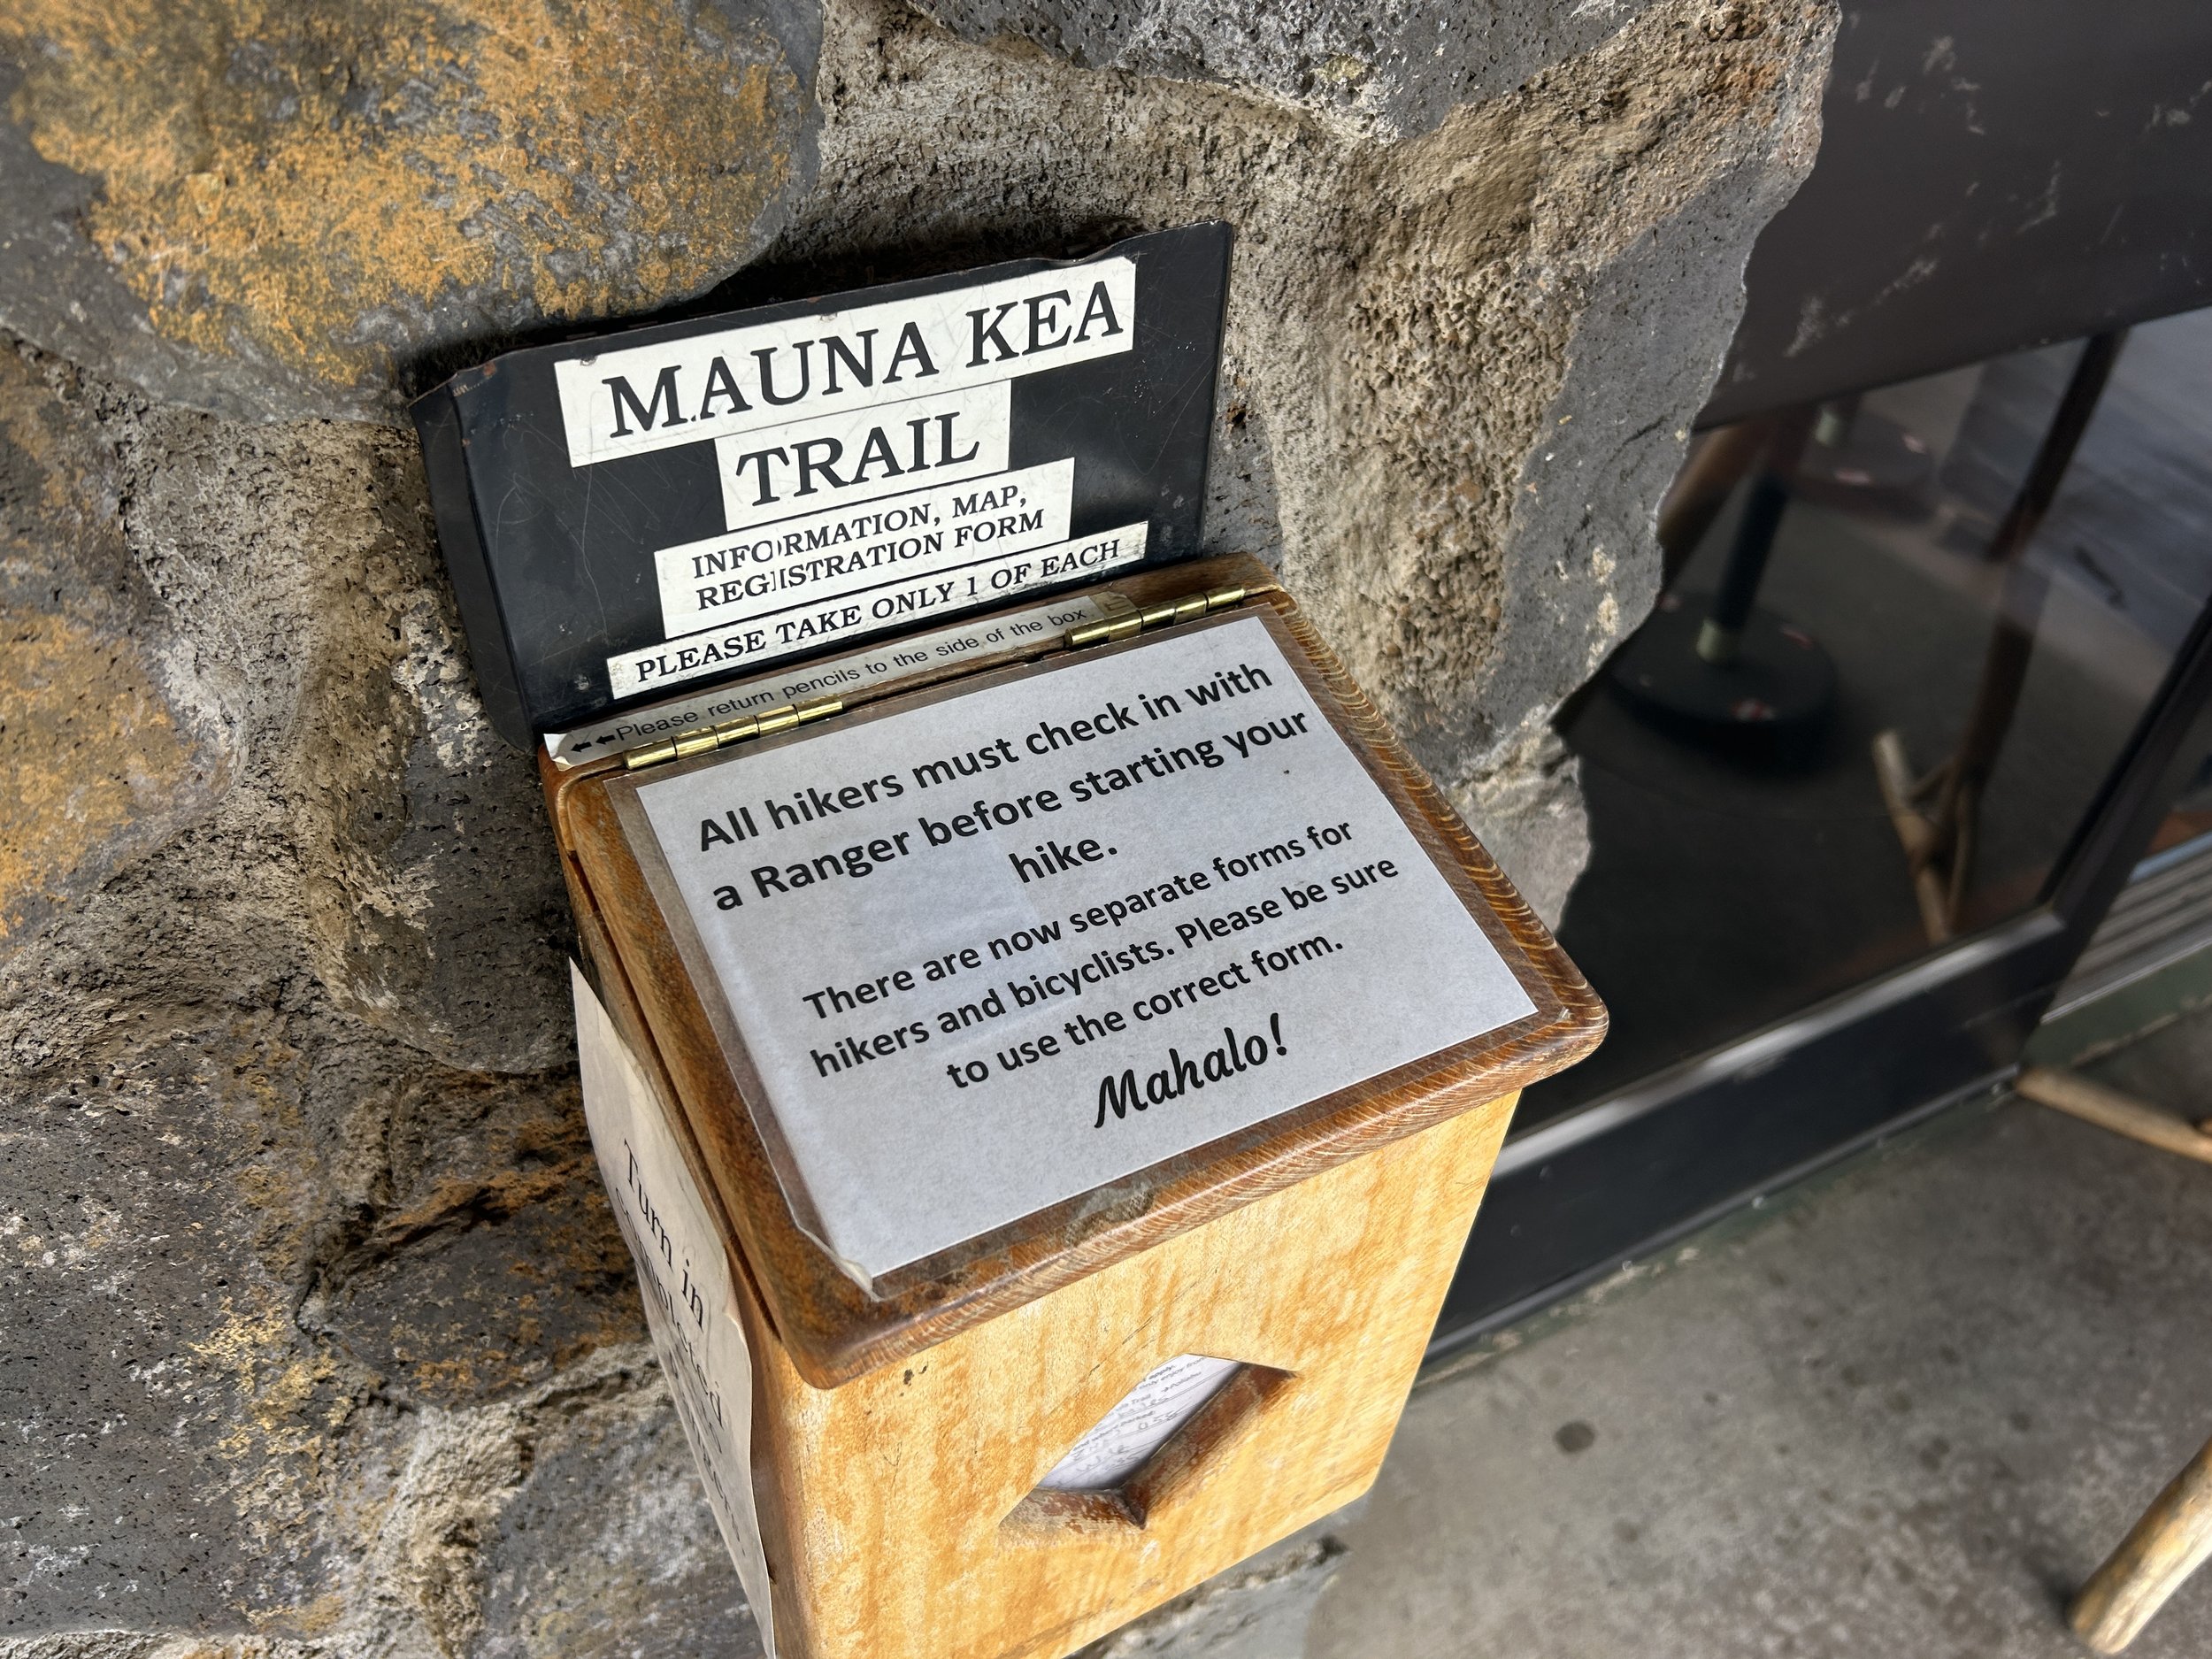 MAUNA KEA
TRAIL
INFORMATION, MAP,
REGISTRATION FORM
PLEASE TAKE ONLY 1 OF EACH
←←Please return pencils to the side of the box
All hikers must check in with
a Ranger before starting your
hike.
There are now separate forms for
hikers and bicyclists. Please be sure
to use the correct form.
Mahalo!
Turn in